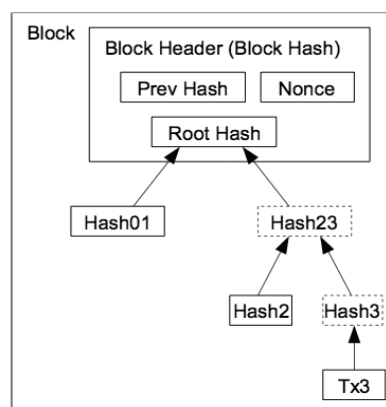 Block
Block Header (Block Hash)
Prev Hash
Nonce
Root Hash
Hash01
Hash23
Hash2
Hash3
Tx3